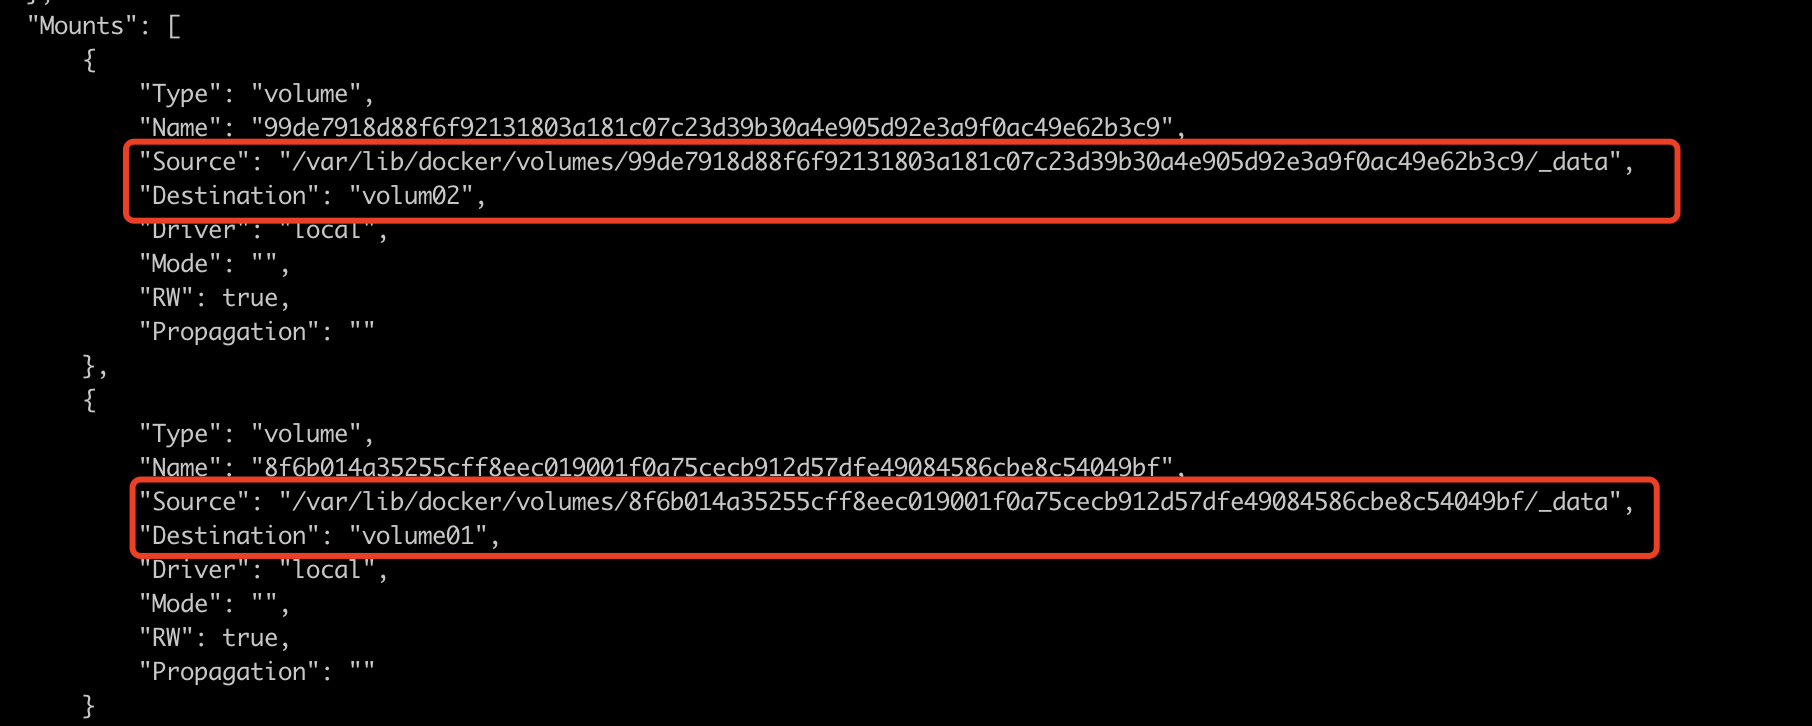 },
"Mounts": [
{
"Type": "volume",
"Name": "99de7918d88f6f92131803a181c07c23d39b30a4e905d92e3a9f0ac49e62b3c9",
"Source": "/var/lib/docker/volumes/99de7918d88f6f92131803a181c07c23d39b30a4e905d92e3a9f0ac49e62b3c9/_data",
"Destination": "volum02",
"Driver": "local",
"Mode": "",
"RW": true,
"Propagation": ""
},
{
"Type": "volume",
"Name": "8f6b014a35255cff8eec019001f0a75cecb912d57dfe49084586cbe8c54049bf",
"Source": "/var/lib/docker/volumes/8f6b014a35255cff8eec019001f0a75cecb912d57dfe49084586cbe8c54049bf/_data",
"Destination": "volume01",
"Driver": "local",
"Mode": "",
"RW": true,
"Propagation": ""
}